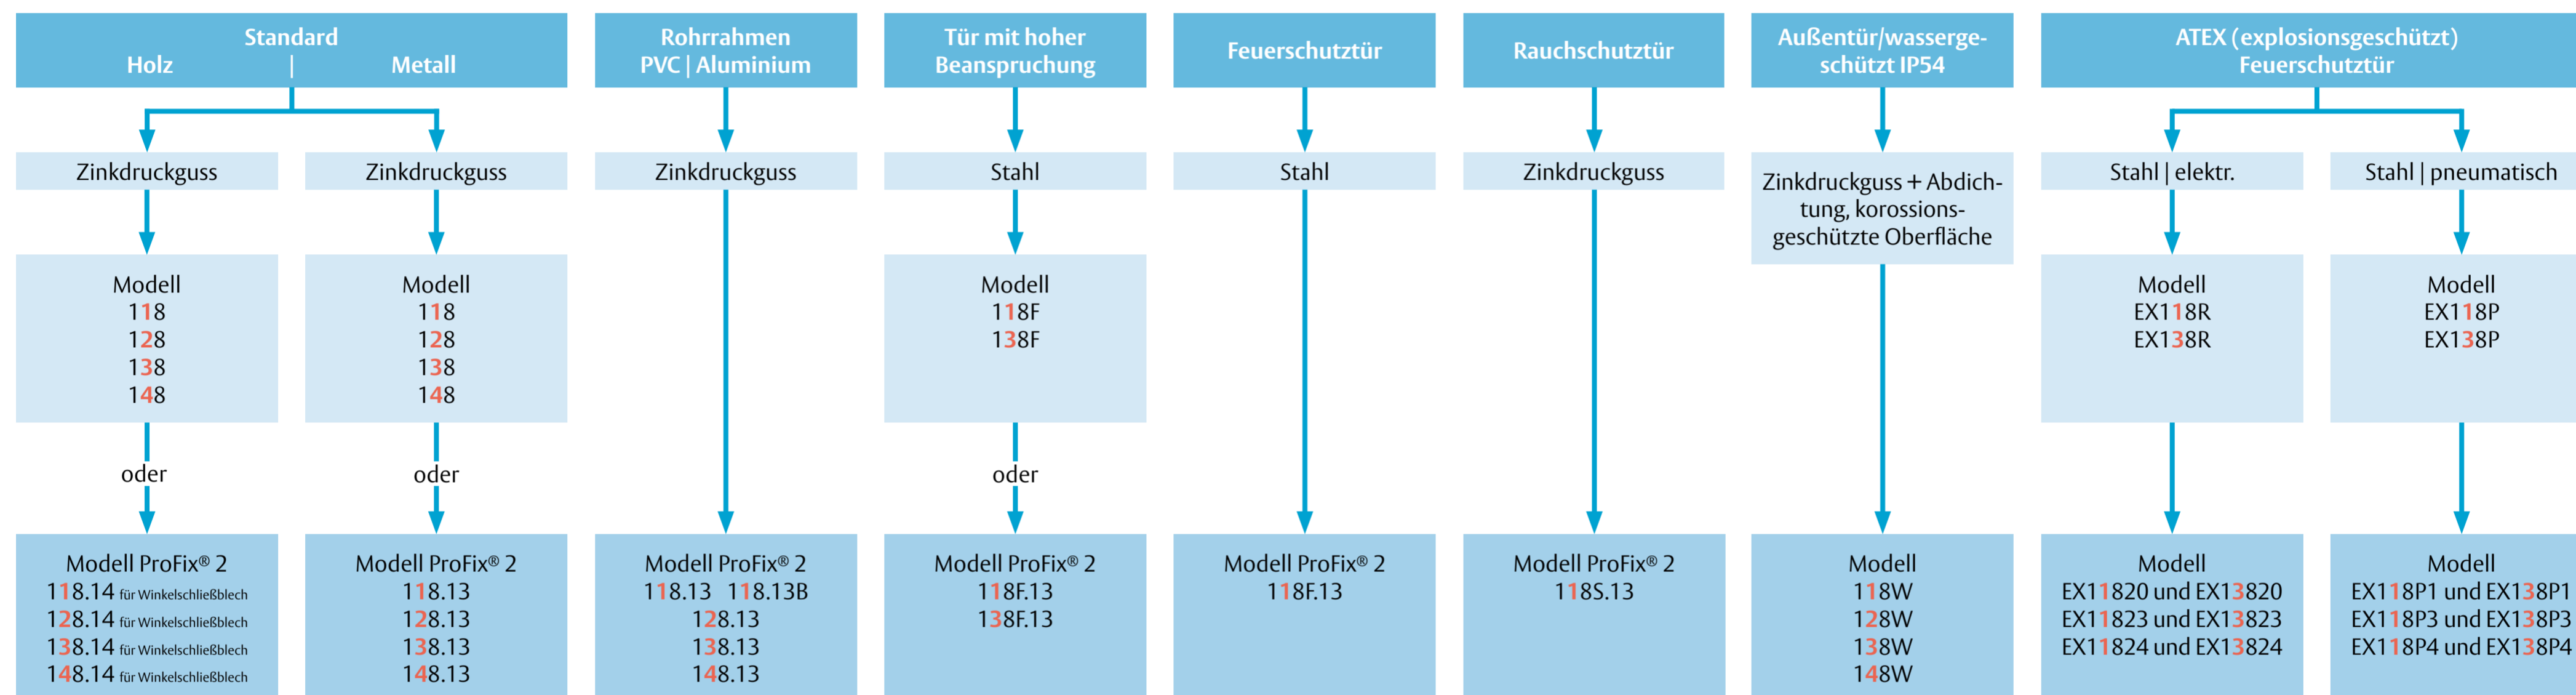 Standard
Holz | Metall
Zinkdruckguss
Modell
118
128
138
148
oder
Modell ProFix® 2
118.14 für Winkelschließblech
128.14 für Winkelschließblech
138.14 für Winkelschließblech
148.14 für Winkelschließblech
Zinkdruckguss
Modell
118
128
138
148
oder
Modell ProFix® 2
118.13
128.13
138.13
148.13
Rohrrahmen
PVC | Aluminium
Zinkdruckguss
Modell ProFix® 2
118.13 118.13B
128.13
138.13
148.13
Tür mit hoher
Beanspruchung
Stahl
Modell
118F
138F
oder
Modell ProFix® 2
118F.13
138F.13
Feuerschutztür
Stahl
Modell ProFix® 2
118F.13
Rauchschutztür
Zinkdruckguss
Modell ProFix® 2
118S.13
Außentür/wasserge-
schützt IP54
Zinkdruckguss + Abdich-
tung, korossions-
geschützte Oberfläche
Modell
118W
128W
138W
148W
ATEX (explosionsgeschützt)
Feuerschutztür
Stahl | elektr.
Modell
EX118R
EX138R
Modell
EX11820 und EX13820
EX11823 und EX13823
EX11824 und EX13824
Stahl | pneumatisch
Modell
EX118P
EX138P
Modell
EX118P1 und EX138P1
EX118P3 und EX138P3
EX118P4 und EX138P4